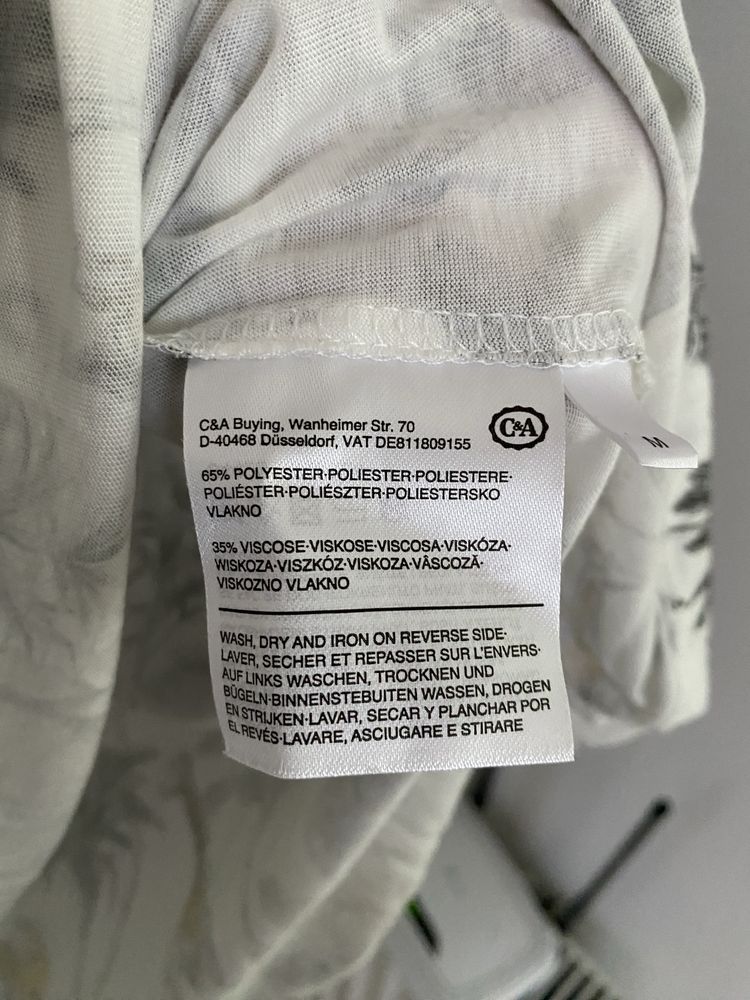 C&A Buying, Wanheimer Str. 70
D-40468 Düsseldorf, VAT DE811809155
C&A
M
65% POLYESTER·POLIESTER·POLIESTERE·
POLIÉSTER·POLIÉSZTER·POLIESTERSKO
VLAKNO
35% VISCOSE·VISKOSE·VISCOSA·VISKÓZA·
WISKOZA·VISZKÓZ·VISKOZA·VÂSCOZĂ·
VISKOZNO VLAKNO
WASH, DRY AND IRON ON REVERSE SIDE·
LAVER, SECHER ET REPASSER SUR L'ENVERS·
AUF LINKS WASCHEN, TROCKNEN UND
BÜGELN·BINNENSTEBUITEN WASSEN, DROGEN
EN STRIJKEN·LAVAR, SECAR Y PLANCHAR POR
EL REVÉS·LAVARE, ASCIUGARE E STIRARE